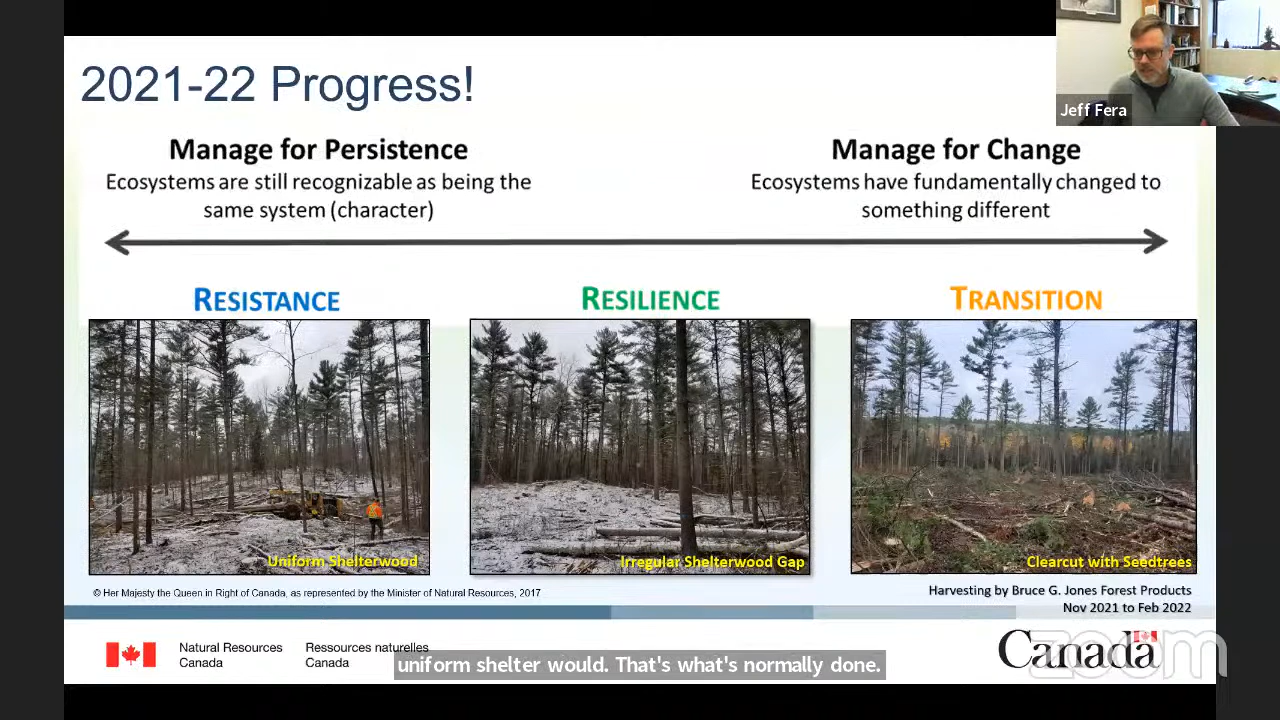 2021-22 Progress!
Jeff Fera
Manage for Persistence
Ecosystems are still recognizable as being the
same system (character)
Manage for Change
Ecosystems have fundamentally changed to
something different
RESISTANCE
RESILIENCE
TRANSITION
Uniform Shelterwood
Irregular Shelterwood Gap
Clearcut with Seedtrees
© Her Majesty the Queen in Right of Canada, as represented by the Minister of Natural Resources, 2017
Harvesting by Bruce G. Jones Forest Products
Nov 2021 to Feb 2022
Natural Resources
Canada
Ressources naturelles
Canada
Canada
zoom
uniform shelter would. That's what's normally done.